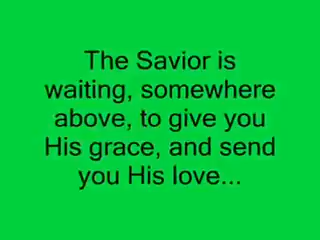 The Savior is
waiting, somewhere
above, to give you
His grace, and send
you His love...